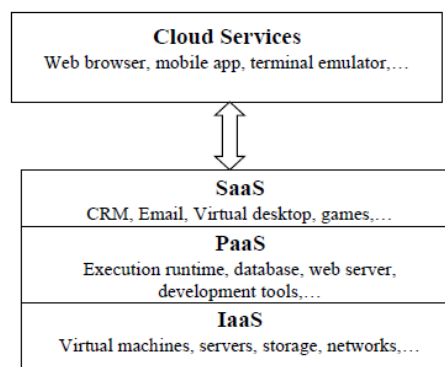 Cloud Services
Web browser, mobile app, terminal emulator,…
SaaS
CRM, Email, Virtual desktop, games,…
PaaS
Execution runtime, database, web server,
development tools,…
IaaS
Virtual machines, servers, storage, networks,…